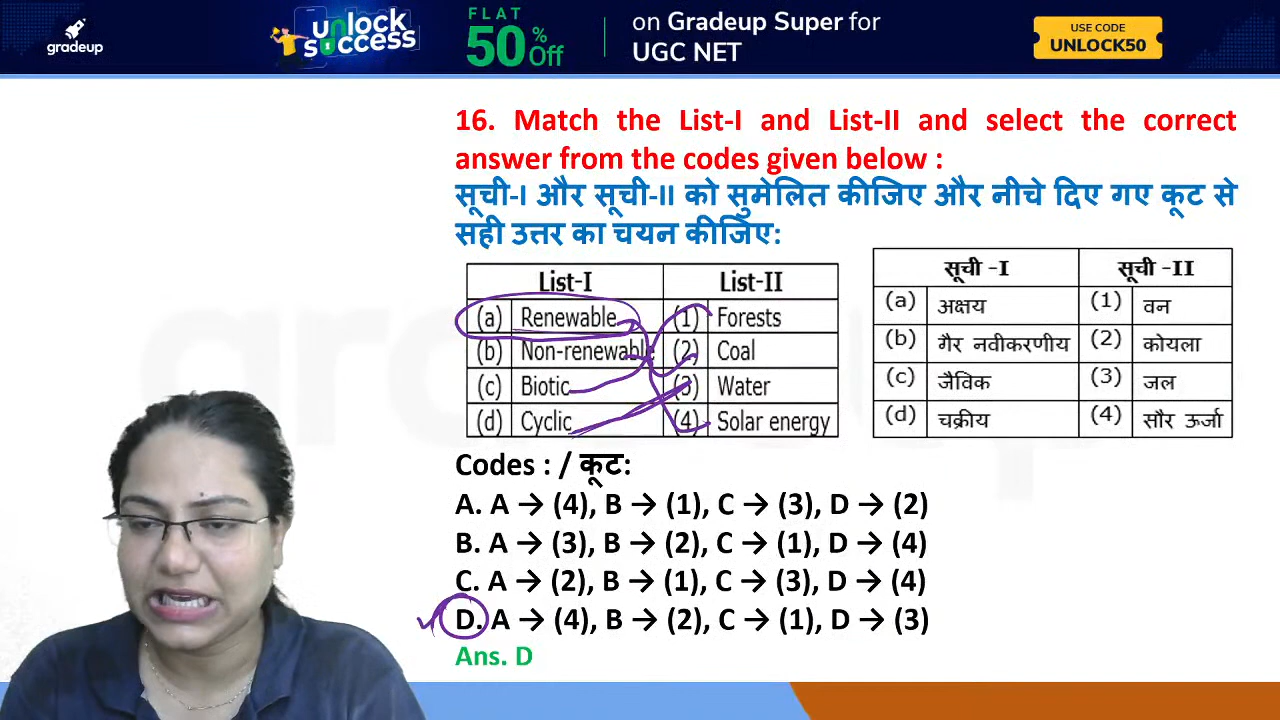 gradeup
unlock
success
FLAT
50% Off
on Gradeup Super for
UGC NET
USE CODE
UNLOCK50
16. Match the List-I and List-II and select the correct
answer from the codes given below :
सूची-I और सूची-II को सुमेलित कीजिए और नीचे दिए गए कूट से
सही उत्तर का चयन कीजिए:
List-I List-II
(a) Renewable (1) Forests
(b) Non-renewable (2) Coal
(c) Biotic (3) Water
(d) Cyclic (4) Solar energy
सूची -I सूची -II
(a) अक्षय (1) वन
(b) गैर नवीकरणीय (2) कोयला
(c) जैविक (3) जल
(d) चक्रीय (4) सौर ऊर्जा
Codes : / कूट:
A. A → (4), B → (1), C → (3), D → (2)
B. A → (3), B → (2), C → (1), D → (4)
C. A → (2), B → (1), C → (3), D → (4)
D. A → (4), B → (2), C → (1), D → (3)
Ans. D